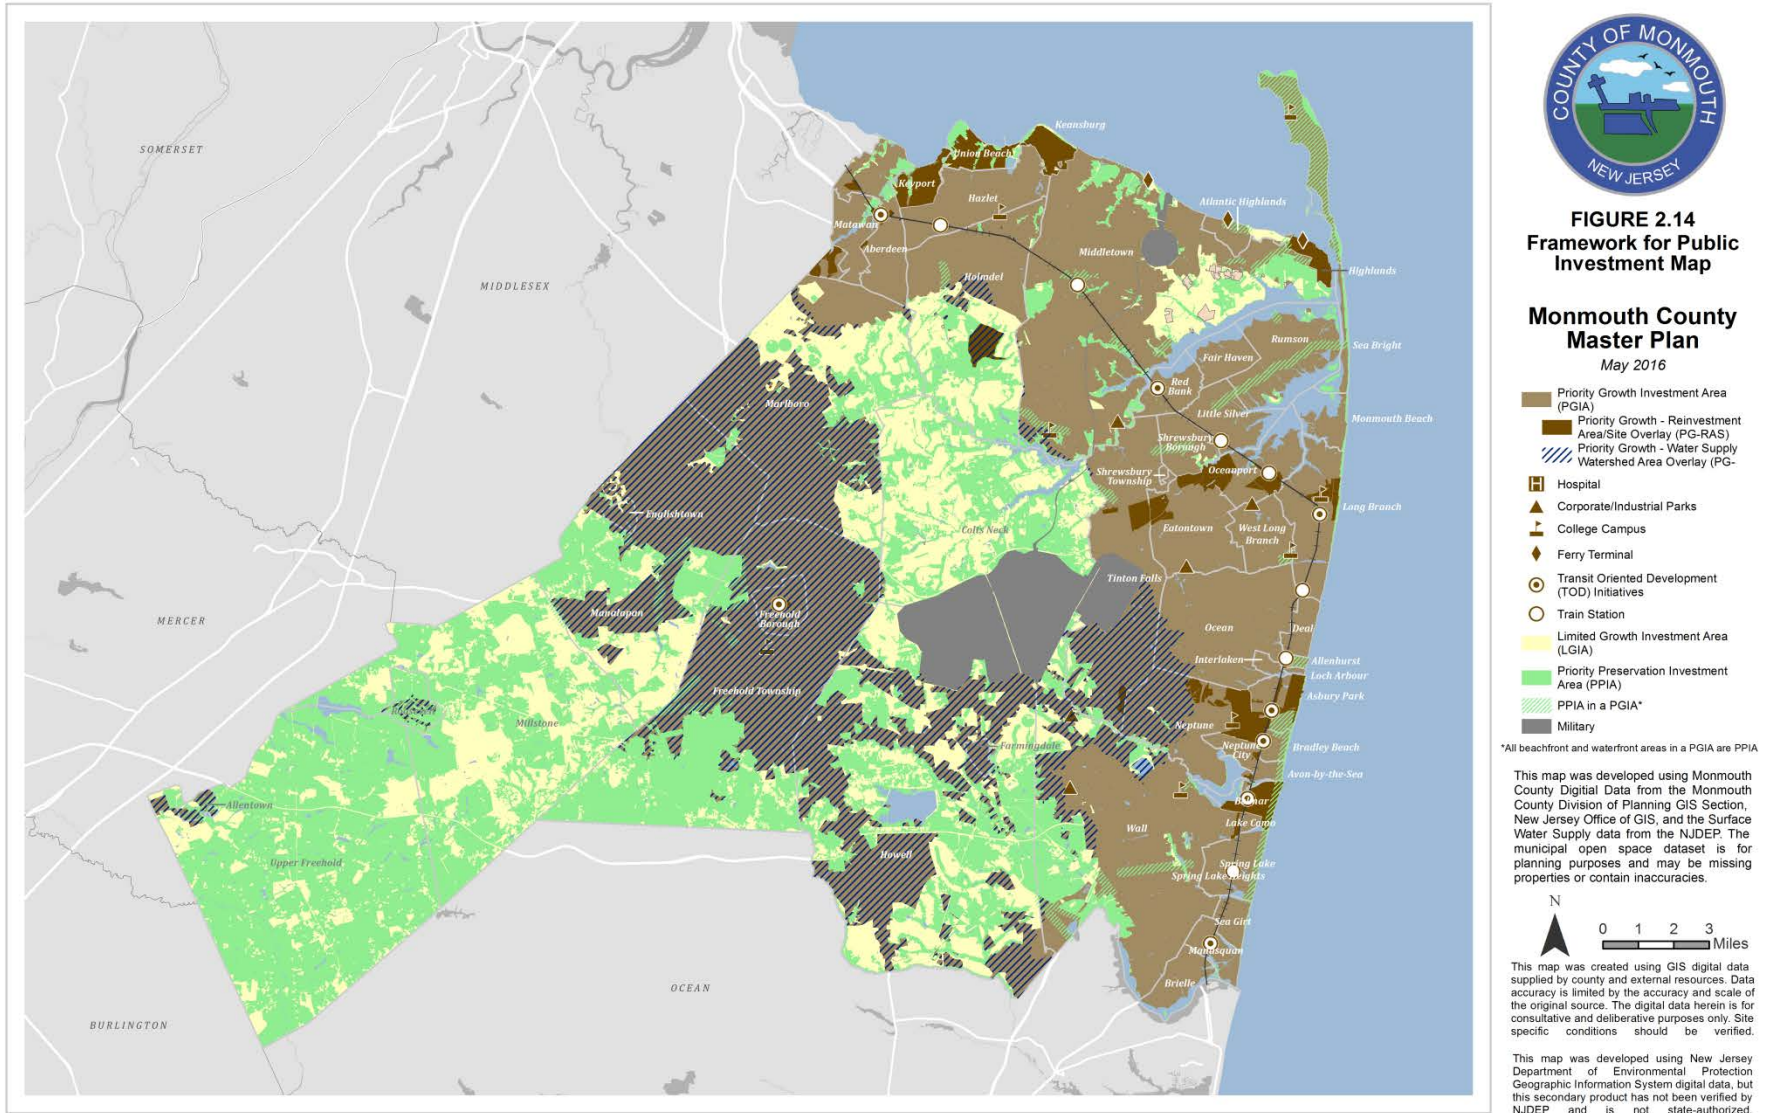 COUNTY OF MONMOUTH
NEW JERSEY
FIGURE 2.14
Framework for Public
Investment Map
Monmouth County
Master Plan
May 2016
Priority Growth Investment Area
(PGIA)
Priority Growth - Reinvestment
Area/Site Overlay (PG-RAS)
Priority Growth - Water Supply
Watershed Area Overlay (PG-
H
Hospital
Corporate/Industrial Parks
College Campus
Ferry Terminal
Transit Oriented Development
(TOD) Initiatives
Train Station
Limited Growth Investment Area
(LGIA)
Priority Preservation Investment
Area (PPIA)
PPIA in a PGIA*
Military
*All beachfront and waterfront areas in a PGIA are PPIA
This map was developed using Monmouth
County Digitial Data from the Monmouth
County Division of Planning GIS Section,
New Jersey Office of GIS, and the Surface
Water Supply data from the NJDEP. The
municipal open space dataset is for
planning purposes and may be missing
properties or contain inaccuracies.
N
0 1 2 3
Miles
This map was created using GIS digital data
supplied by county and external resources. Data
accuracy is limited by the accuracy and scale of
the original source. The digital data herein is for
consultative and deliberative purposes only. Site
specific conditions should be verified.
This map was developed using New Jersey
Department of Environmental Protection
Geographic Information System digital data, but
this secondary product has not been verified by
NJDEP and is not state-authorized.
SOMERSET
MIDDLESEX
MERCER
BURLINGTON
OCEAN
Keansburg
Union Beach
Keyport
Hazlet
Matawan
Aberdeen
Holmdel
Middletown
Atlantic Highlands
Highlands
Rumson
Sea Bright
Fair Haven
Red
Bank
Little Silver
Monmouth Beach
Shrewsbury
Borough
Shrewsbury
Township
Oceanport
Long Branch
Eatontown
West Long
Branch
Marlboro
Englishtown
Colts Neck
Tinton Falls
Manalapan
Freehold
Borough
Freehold Township
Ocean
Deal
Interlaken
Allenhurst
Loch Arbour
Asbury Park
Neptune
Neptune
City
Bradley Beach
Avon-by-the-Sea
Belmar
Lake Como
Wall
Spring Lake
Spring Lake Heights
Sea Girt
Manasquan
Brielle
Farmingdale
Howell
Millstone
Roosevelt
Allentown
Upper Freehold